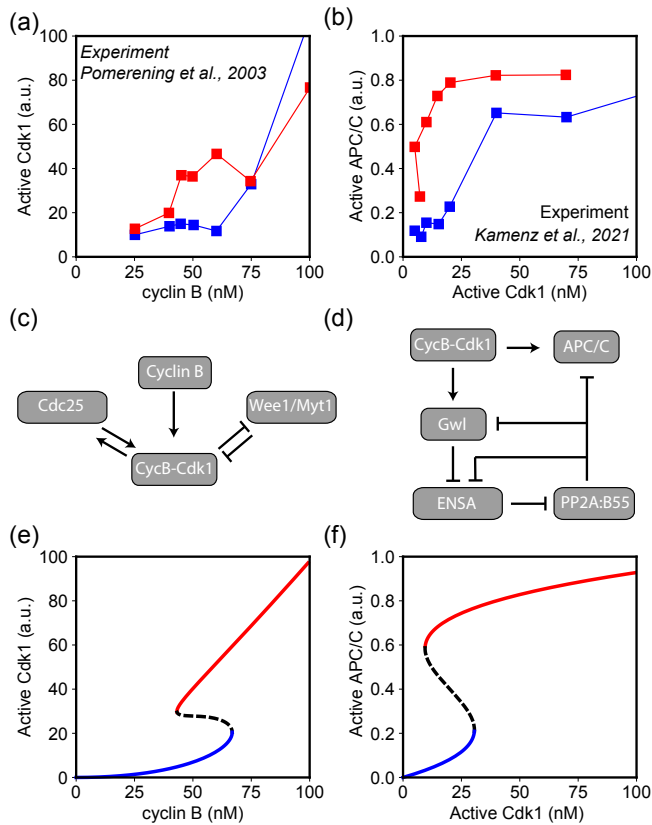 (a)
Experiment
Pomerening et al., 2003
Active Cdk1 (a.u.)
100
80
60
40
20
0
0
25
50
75
100
cyclin B (nM)
(b)
Experiment
Kamenz et al., 2021
Active APC/C (a.u.)
1.0
0.8
0.6
0.4
0.2
0.0
0
25
50
75
100
Active Cdk1 (nM)
(c)
Cyclin B
Cdc25
Wee1/Myt1
CycB-Cdk1
(d)
CycB-Cdk1
APC/C
Gwl
ENSA
PP2A:B55
(e)
Active Cdk1 (a.u.)
100
80
60
40
20
0
0
25
50
75
100
cyclin B (nM)
(f)
Active APC/C (a.u.)
1.0
0.8
0.6
0.4
0.2
0.0
0
25
50
75
100
Active Cdk1 (nM)